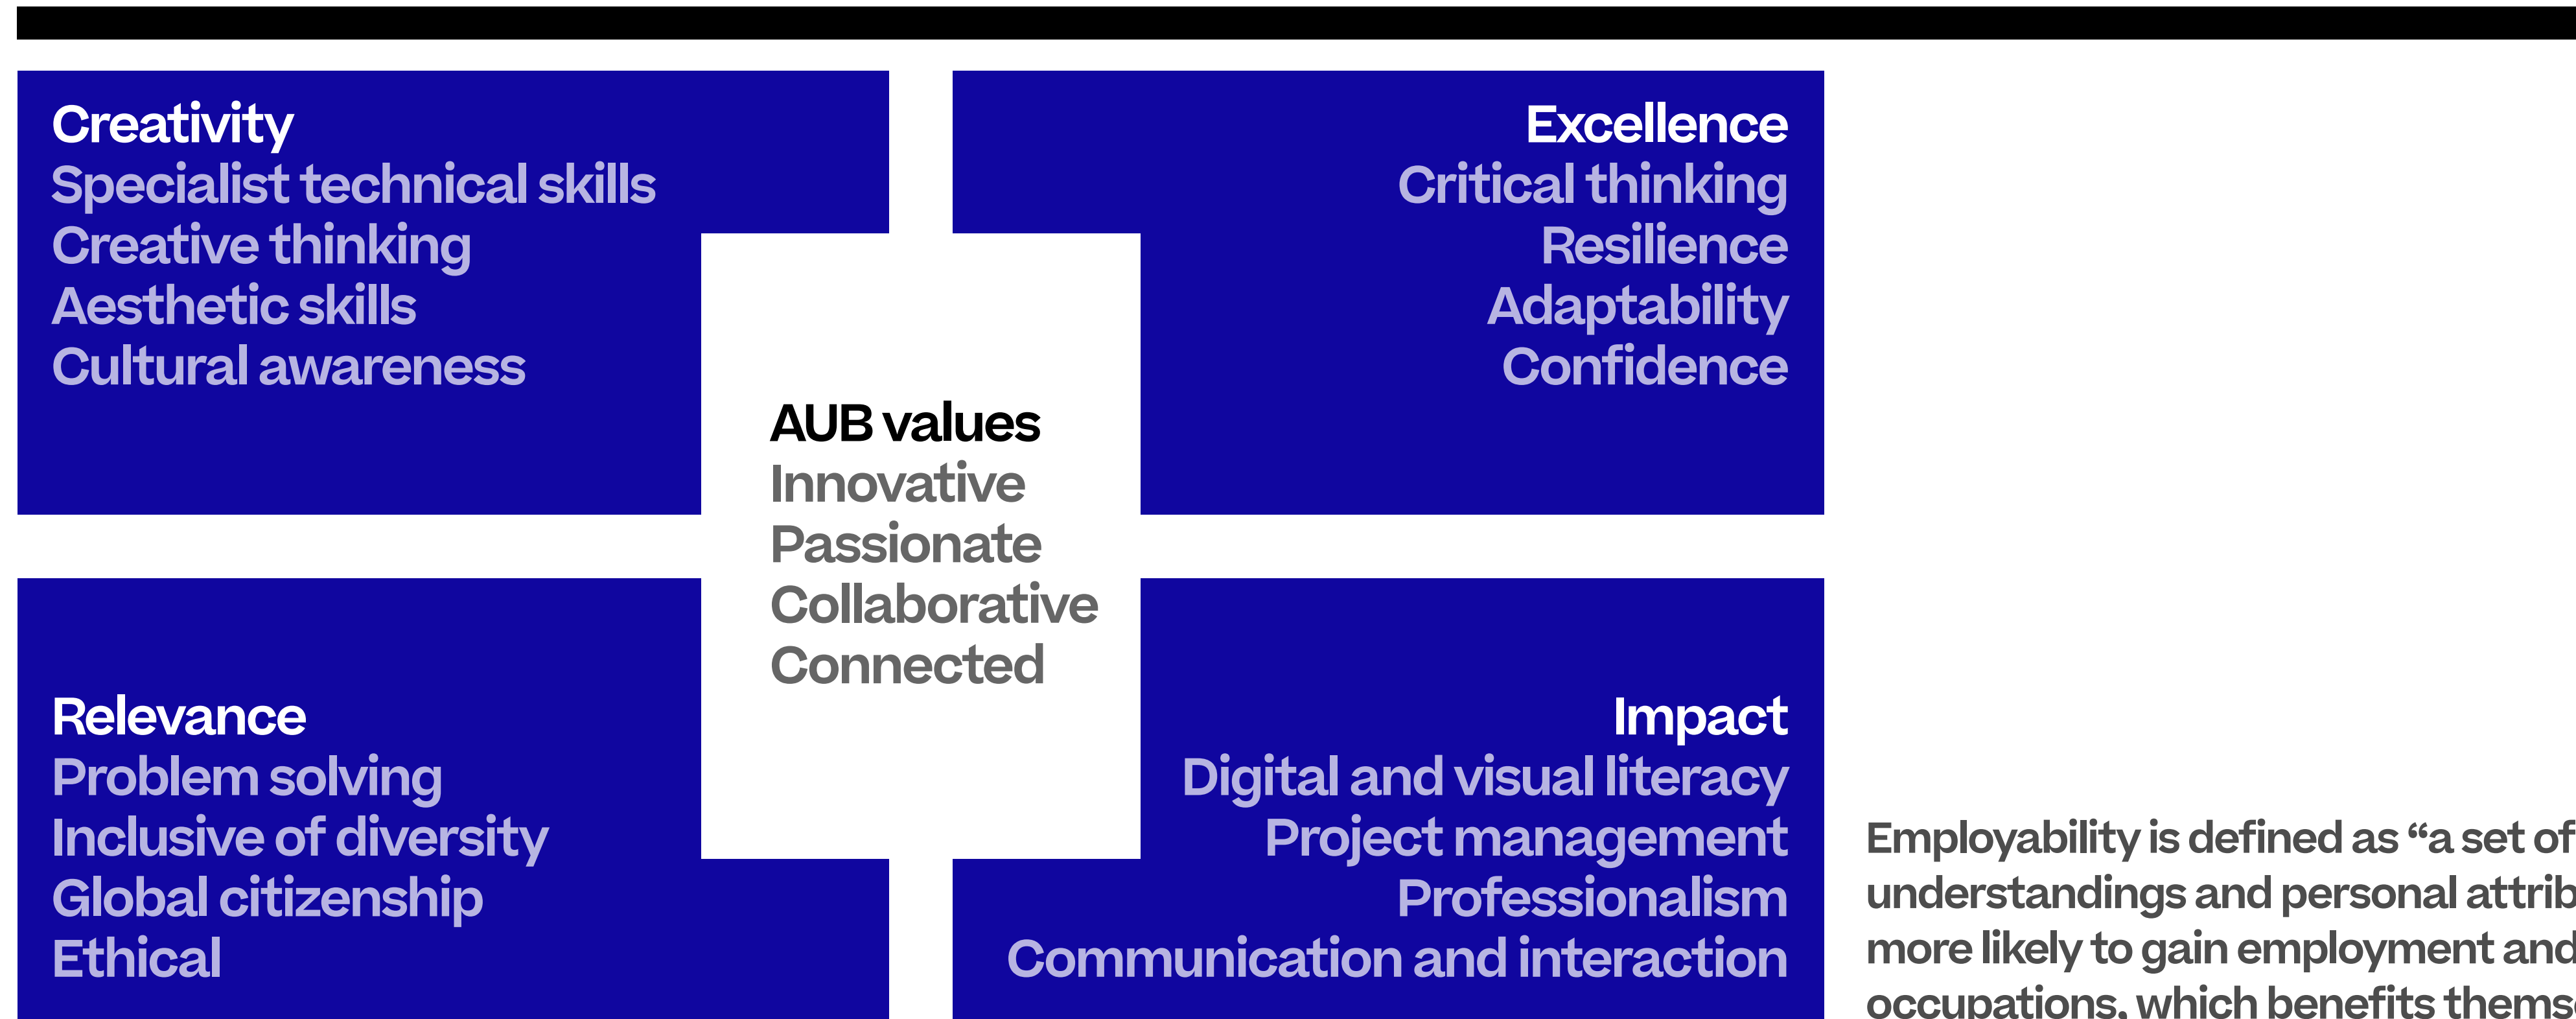 Creativity
Specialist technical skills
Creative thinking
Aesthetic skills
Cultural awareness
Excellence
Critical thinking
Resilience
Adaptability
Confidence
AUB values
Innovative
Passionate
Collaborative
Connected
Relevance
Problem solving
Inclusive of diversity
Global citizenship
Ethical
Impact
Digital and visual literacy
Project management
Professionalism
Communication and interaction
Employability is defined as “a set of
understandings and personal
more likely to gain employment and
occupations, which benefits